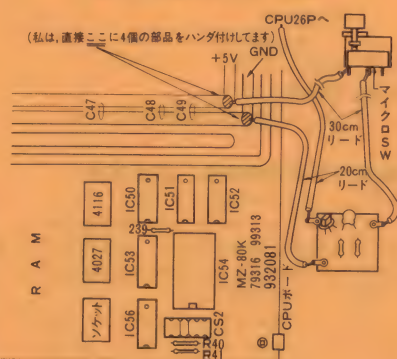 CPU26Pへ
(私は,直接ここに4個の部品をハンダ付けしてます)
GND
+5V
マイクロSW
C47
C48
C49
30cm
リード
20cm
リード
4116
IC50
IC51
IC52
239
RAM
4027
IC53
IC54
MZ-80K
79316 99313
932081
CPUボード
ソケット
IC56
CS2
R40
R41